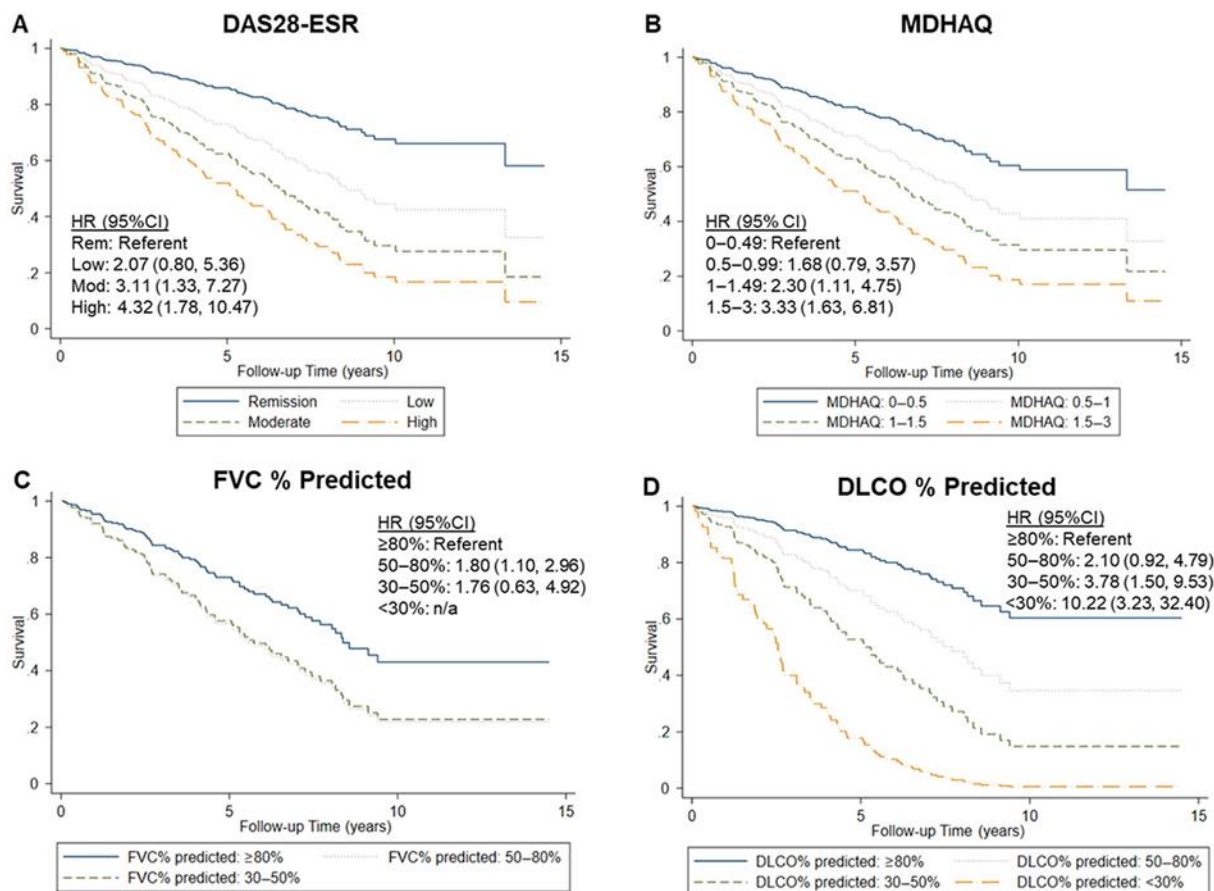 A
DAS28-ESR
1
.8
.6
.4
.2
0
Survival
HR (95%CI)
Rem: Referent
Low: 2.07 (0.80, 5.36)
Mod: 3.11 (1.33, 7.27)
High: 4.32 (1.78, 10.47)
0 5 10 15
Follow-up Time (years)
Remission Low
Moderate High
B
MDHAQ
1
.8
.6
.4
.2
0
Survival
HR (95%CI)
0–0.49: Referent
0.5–0.99: 1.68 (0.79, 3.57)
1–1.49: 2.30 (1.11, 4.75)
1.5–3: 3.33 (1.63, 6.81)
0 5 10 15
Follow-up Time (years)
MDHAQ: 0–0.5 MDHAQ: 0.5–1
MDHAQ: 1–1.5 MDHAQ: 1.5–3
C
FVC % Predicted
1
.8
.6
.4
.2
0
Survival
HR (95%CI)
≥80%: Referent
50–80%: 1.80 (1.10, 2.96)
30–50%: 1.76 (0.63, 4.92)
<30%: n/a
0 5 10 15
Follow-up Time (years)
FVC% predicted: ≥80% FVC% predicted: 50–80%
FVC% predicted: 30–50%
D
DLCO % Predicted
1
.8
.6
.4
.2
0
Survival
HR (95%CI)
≥80%: Referent
50–80%: 2.10 (0.92, 4.79)
30–50%: 3.78 (1.50, 9.53)
<30%: 10.22 (3.23, 32.40)
0 5 10 15
Follow-up Time (years)
DLCO% predicted: ≥80% DLCO% predicted: 50–80%
DLCO% predicted: 30–50% DLCO% predicted: <30%